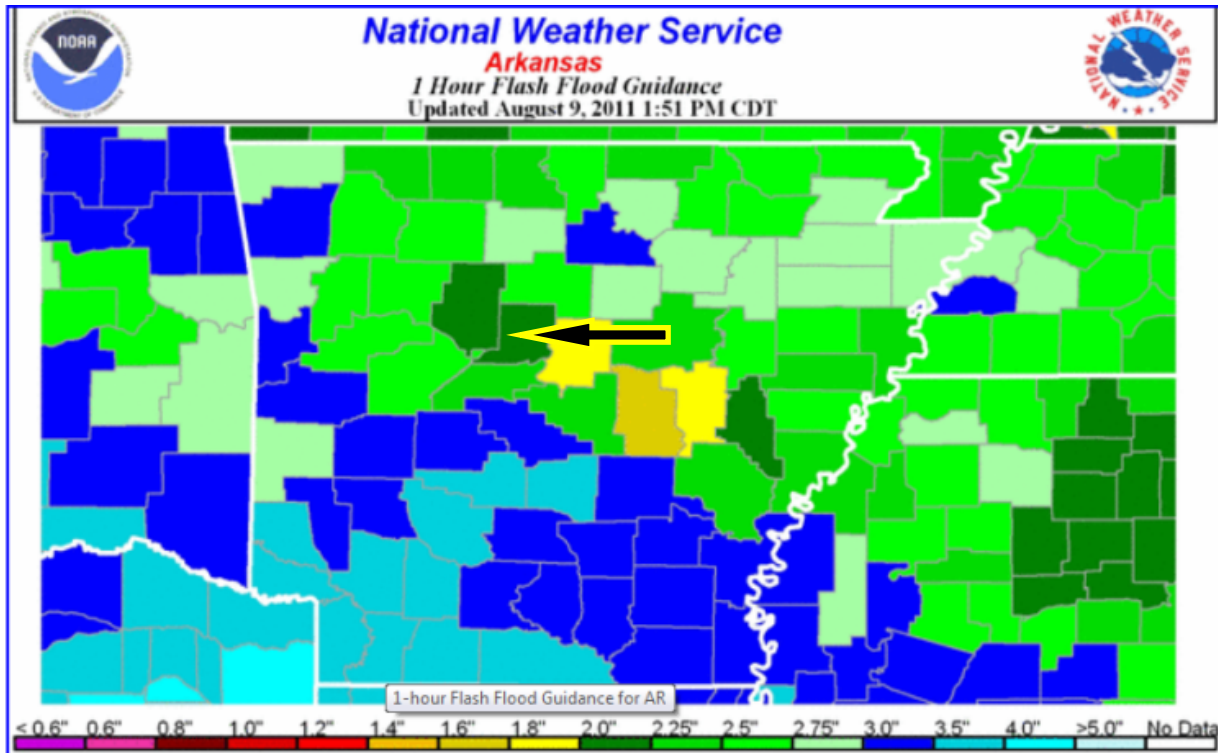 National Weather Service
Arkansas
1 Hour Flash Flood Guidance
Updated August 9, 2011 1:51 PM CDT
NOAA
NATIONAL WEATHER SERVICE
1-hour Flash Flood Guidance for AR
< 0.6" 0.6" 0.8" 1.0" 1.2" 1.4" 1.6" 1.8" 2.0" 2.25" 2.5" 2.75" 3.0" 3.5" 4.0" >5.0" No Data